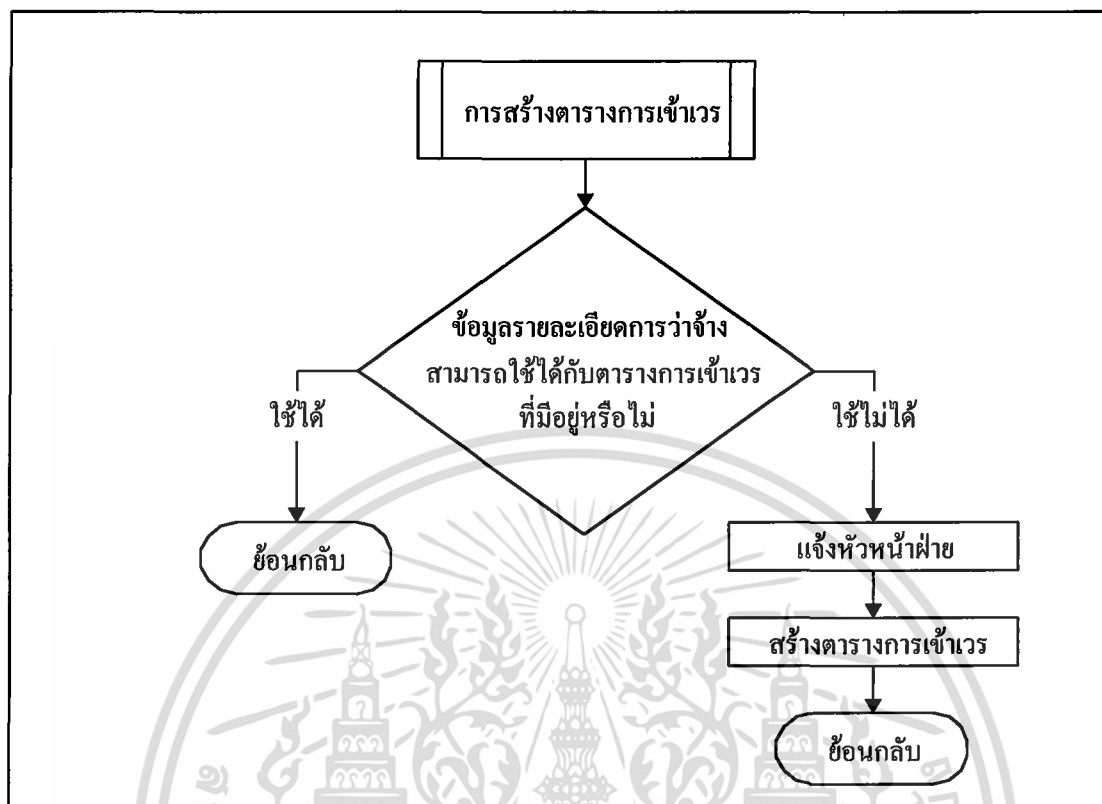 การสร้างตารางการเข้าเวร
ข้อมูลรายละเอียดการว่าจ้าง
สามารถใช้ได้กับตารางการเข้าเวร
ที่มีอยู่หรือไม่
ใช้ได้
ใช้ไม่ได้
ย้อนกลับ
แจ้งหัวหน้าฝ่าย
สร้างตารางการเข้าเวร
ย้อนกลับ